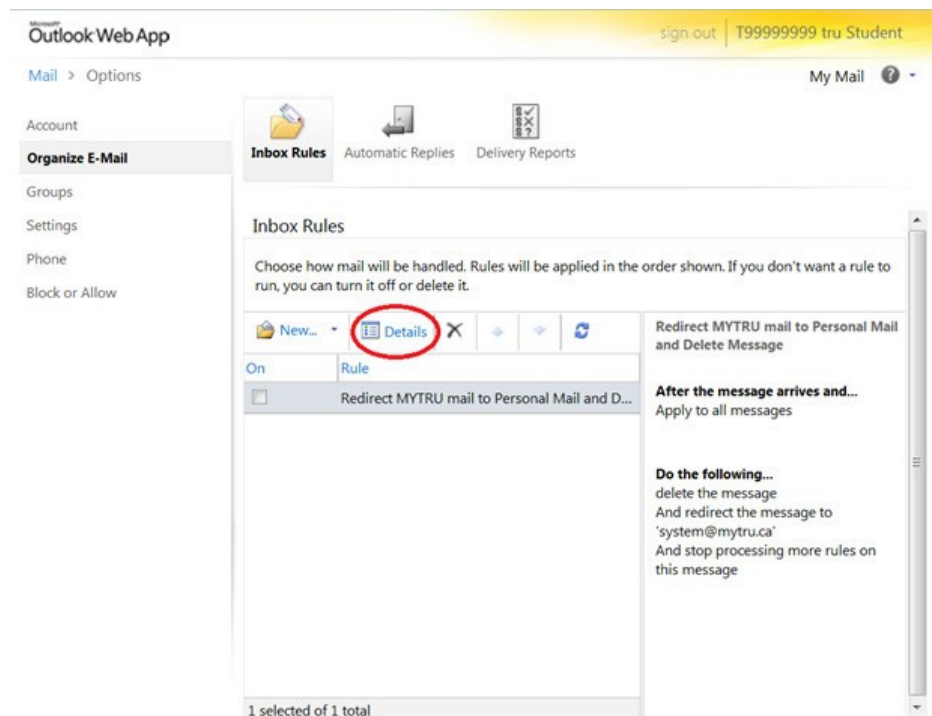 Microsoft®
Outlook Web App
sign out T99999999 tru Student
Mail > Options
My Mail
Account
Organize E-Mail
Groups
Settings
Phone
Block or Allow
Inbox Rules Automatic Replies Delivery Reports
Inbox Rules
Choose how mail will be handled. Rules will be applied in the order shown. If you don't want a rule to
run, you can turn it off or delete it.
New... Details
On Rule
Redirect MYTRU mail to Personal Mail and D...
1 selected of 1 total
Redirect MYTRU mail to Personal Mail
and Delete Message
After the message arrives and...
Apply to all messages
Do the following...
delete the message
And redirect the message to
'system@mytru.ca'
And stop processing more rules on
this message